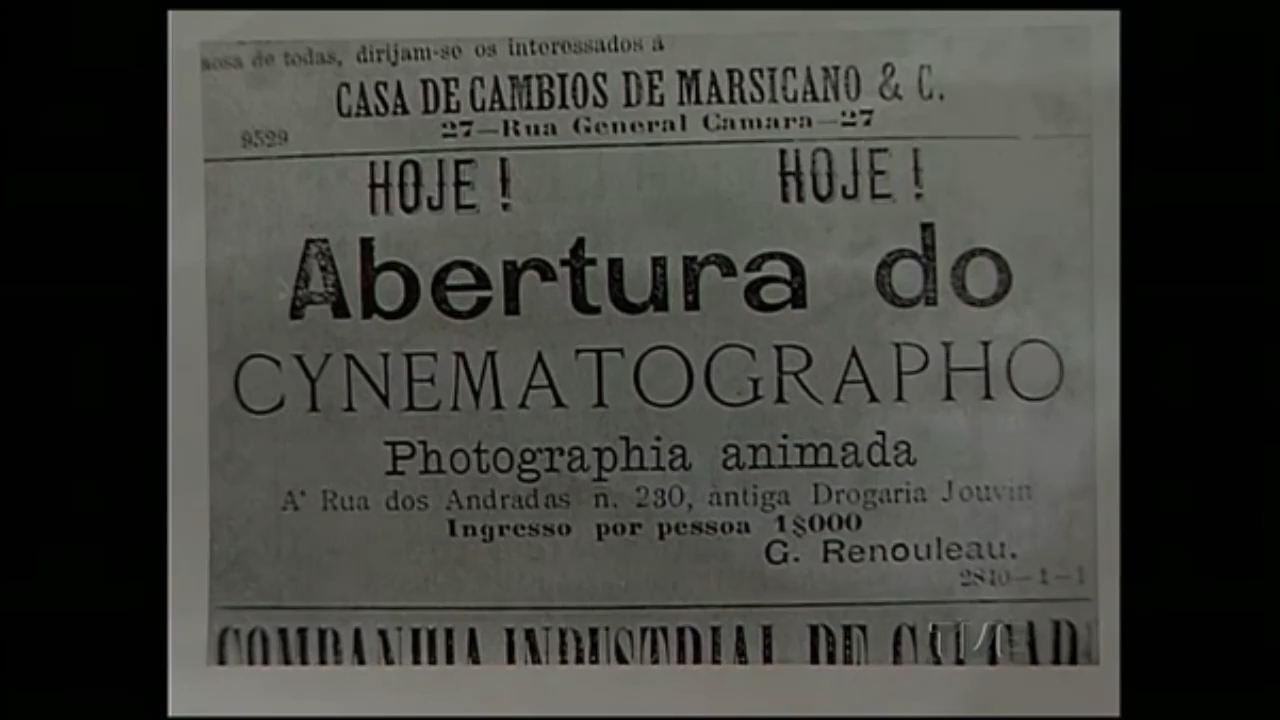 de todas, dirijam-se os interessados á
CASA DE CAMBIOS DE MARSICANO & C.
27—Rua General Camara—27
9529
HOJE ! HOJE !
Abertura do
CYNEMATOGRAPHO
Photographia animada
A' Rua dos Andradas n. 230, antiga Drogaria Jouvin
Ingresso por pessoa 1$000
G. Renouleau.
2810—1—1
COMPANHIA INDUSTRIAL DE